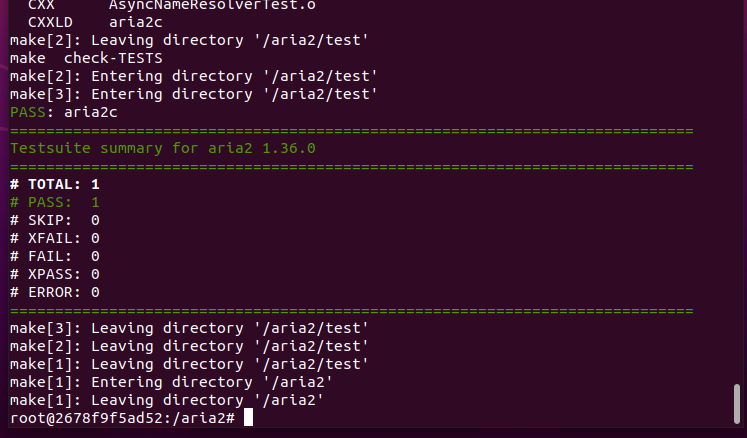 CXX      AsyncNameResolverTest.o
  CXXLD    aria2c
make[2]: Leaving directory '/aria2/test'
make  check-TESTS
make[2]: Entering directory '/aria2/test'
make[3]: Entering directory '/aria2/test'
PASS: aria2c
============================================================================
Testsuite summary for aria2 1.36.0
============================================================================
# TOTAL: 1
# PASS:  1
# SKIP:  0
# XFAIL: 0
# FAIL:  0
# XPASS: 0
# ERROR: 0
============================================================================
make[3]: Leaving directory '/aria2/test'
make[2]: Leaving directory '/aria2/test'
make[1]: Leaving directory '/aria2/test'
make[1]: Entering directory '/aria2'
make[1]: Leaving directory '/aria2'
root@2678f9f5ad52:/aria2#